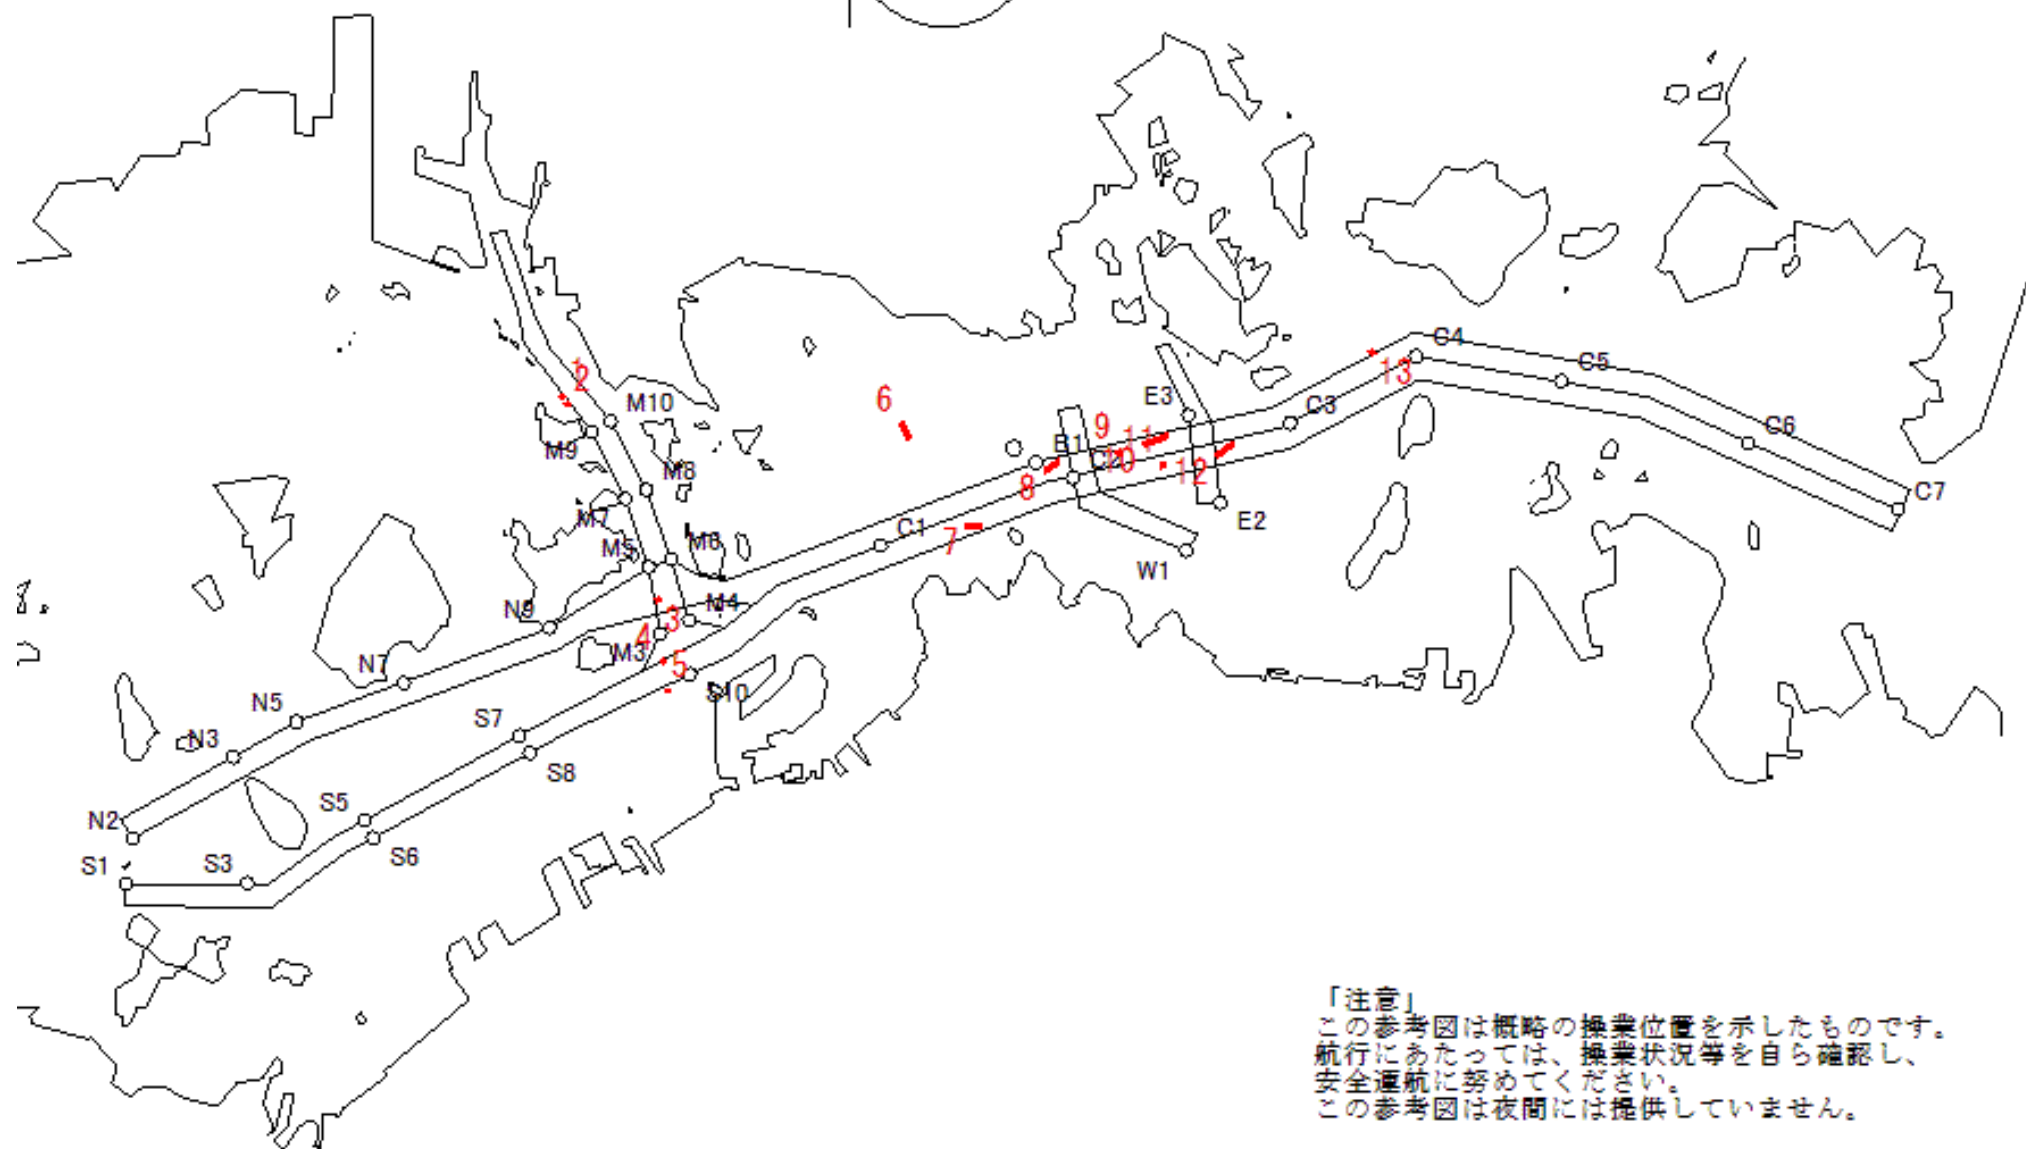 C4
C5
1
2
13
6
M10
E3
C3
9
11
C6
M9
B1
C2
10
M8
12
8
C7
M7
E2
C1
M5
M6
7
W1
N9
M4
3
4
M3
5
N7
S10
N5
S7
N3
S8
S5
N2
S6
S1
S3
「注意」
この参考図は概略の操業位置を示したものです。
航行にあたっては、操業状況等を自ら確認し、
安全運航に努めてください。
この参考図は夜間には提供していません。